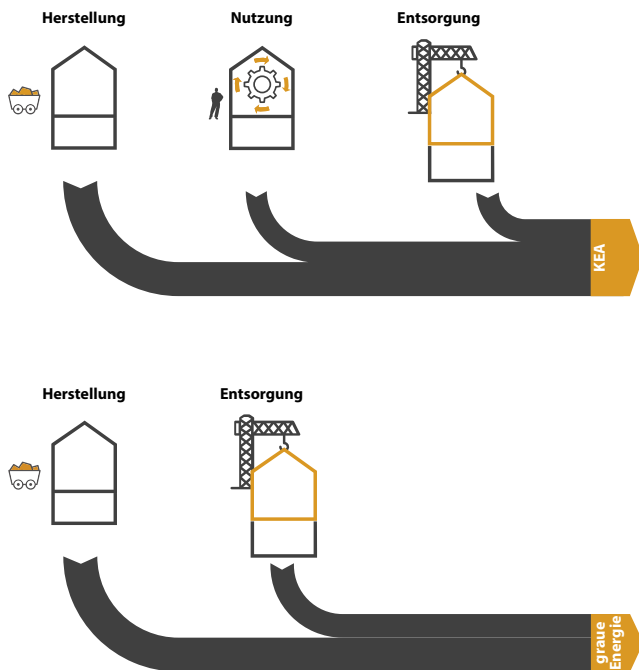 Herstellung
Nutzung
Entsorgung
KEA
Herstellung
Entsorgung
graue
Energie